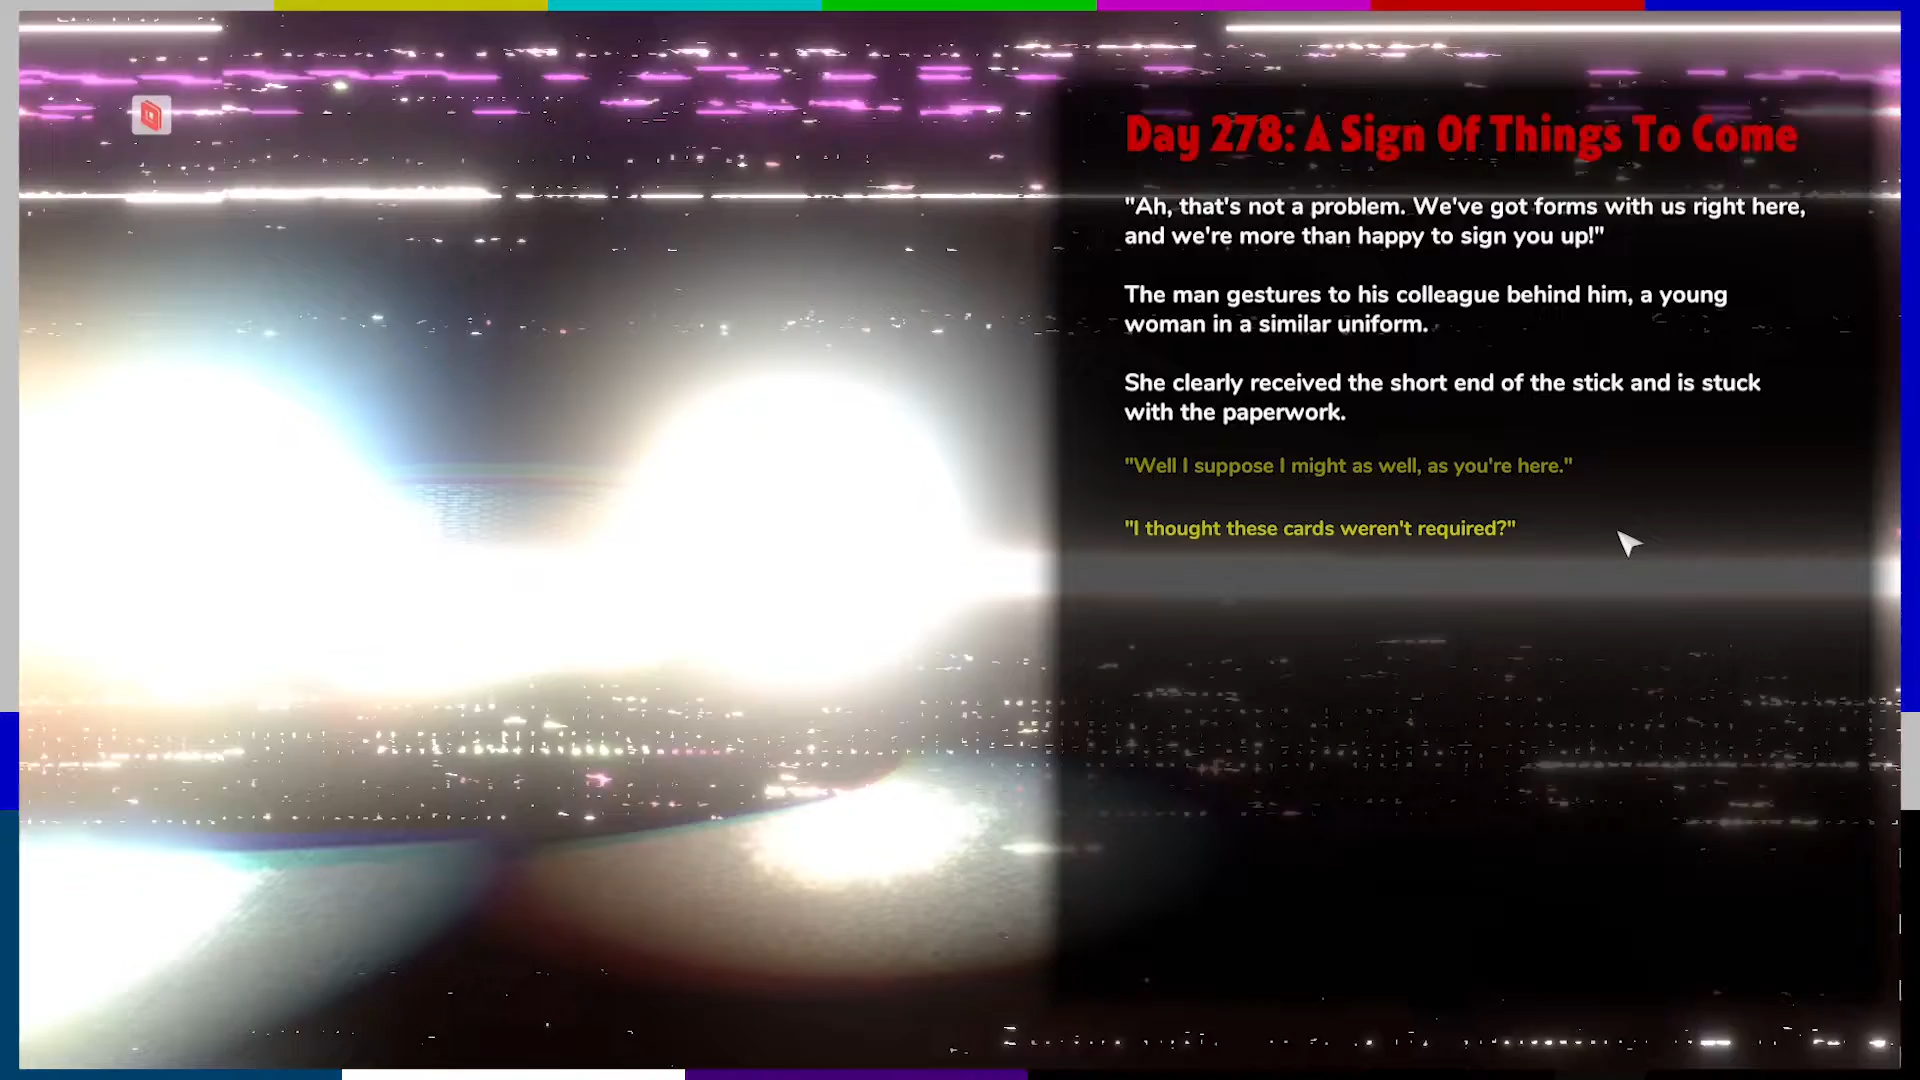 Day 278: A Sign Of Things To Come
"Ah, that's not a problem. We've got forms with us right here,
and we're more than happy to sign you up!"
The man gestures to his colleague behind him, a young
woman in a similar uniform.
She clearly received the short end of the stick and is stuck
with the paperwork.
"Well I suppose I might as well, as you're here."
"I thought these cards weren't required?"